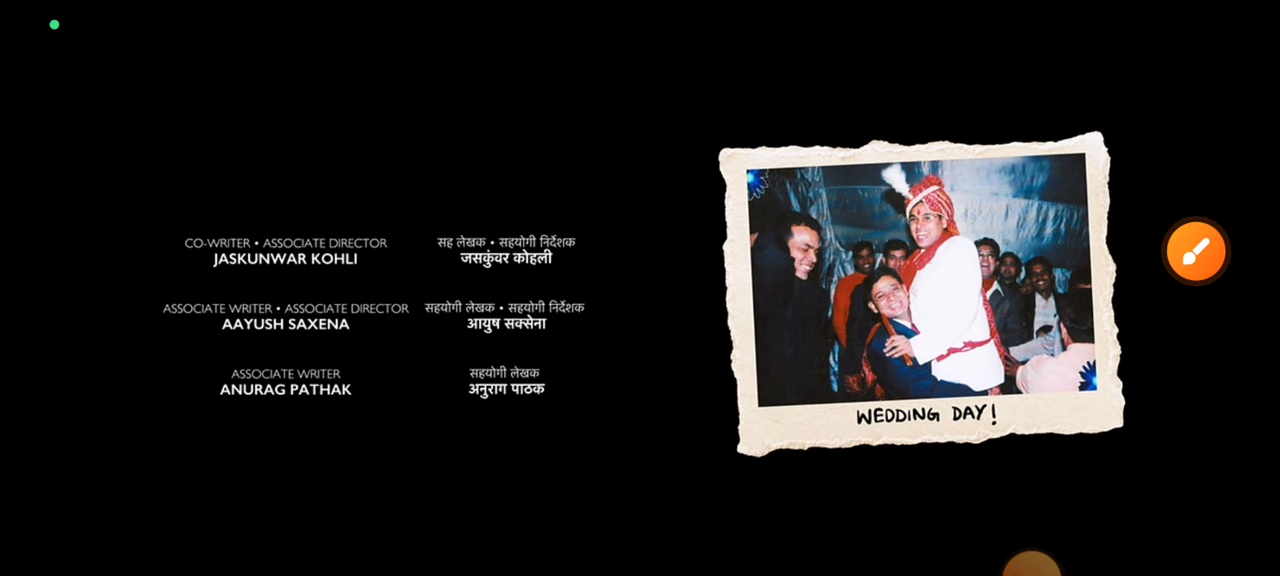 CO-WRITER • ASSOCIATE DIRECTOR
JASKUNWAR KOHLI
सह लेखक • सहयोगी निर्देशक
जसकुंवर कोहली
ASSOCIATE WRITER • ASSOCIATE DIRECTOR
AAYUSH SAXENA
सहयोगी लेखक • सहयोगी निर्देशक
आयुष सक्सेना
ASSOCIATE WRITER
ANURAG PATHAK
सहयोगी लेखक
अनुराग पाठक
WEDDING DAY!